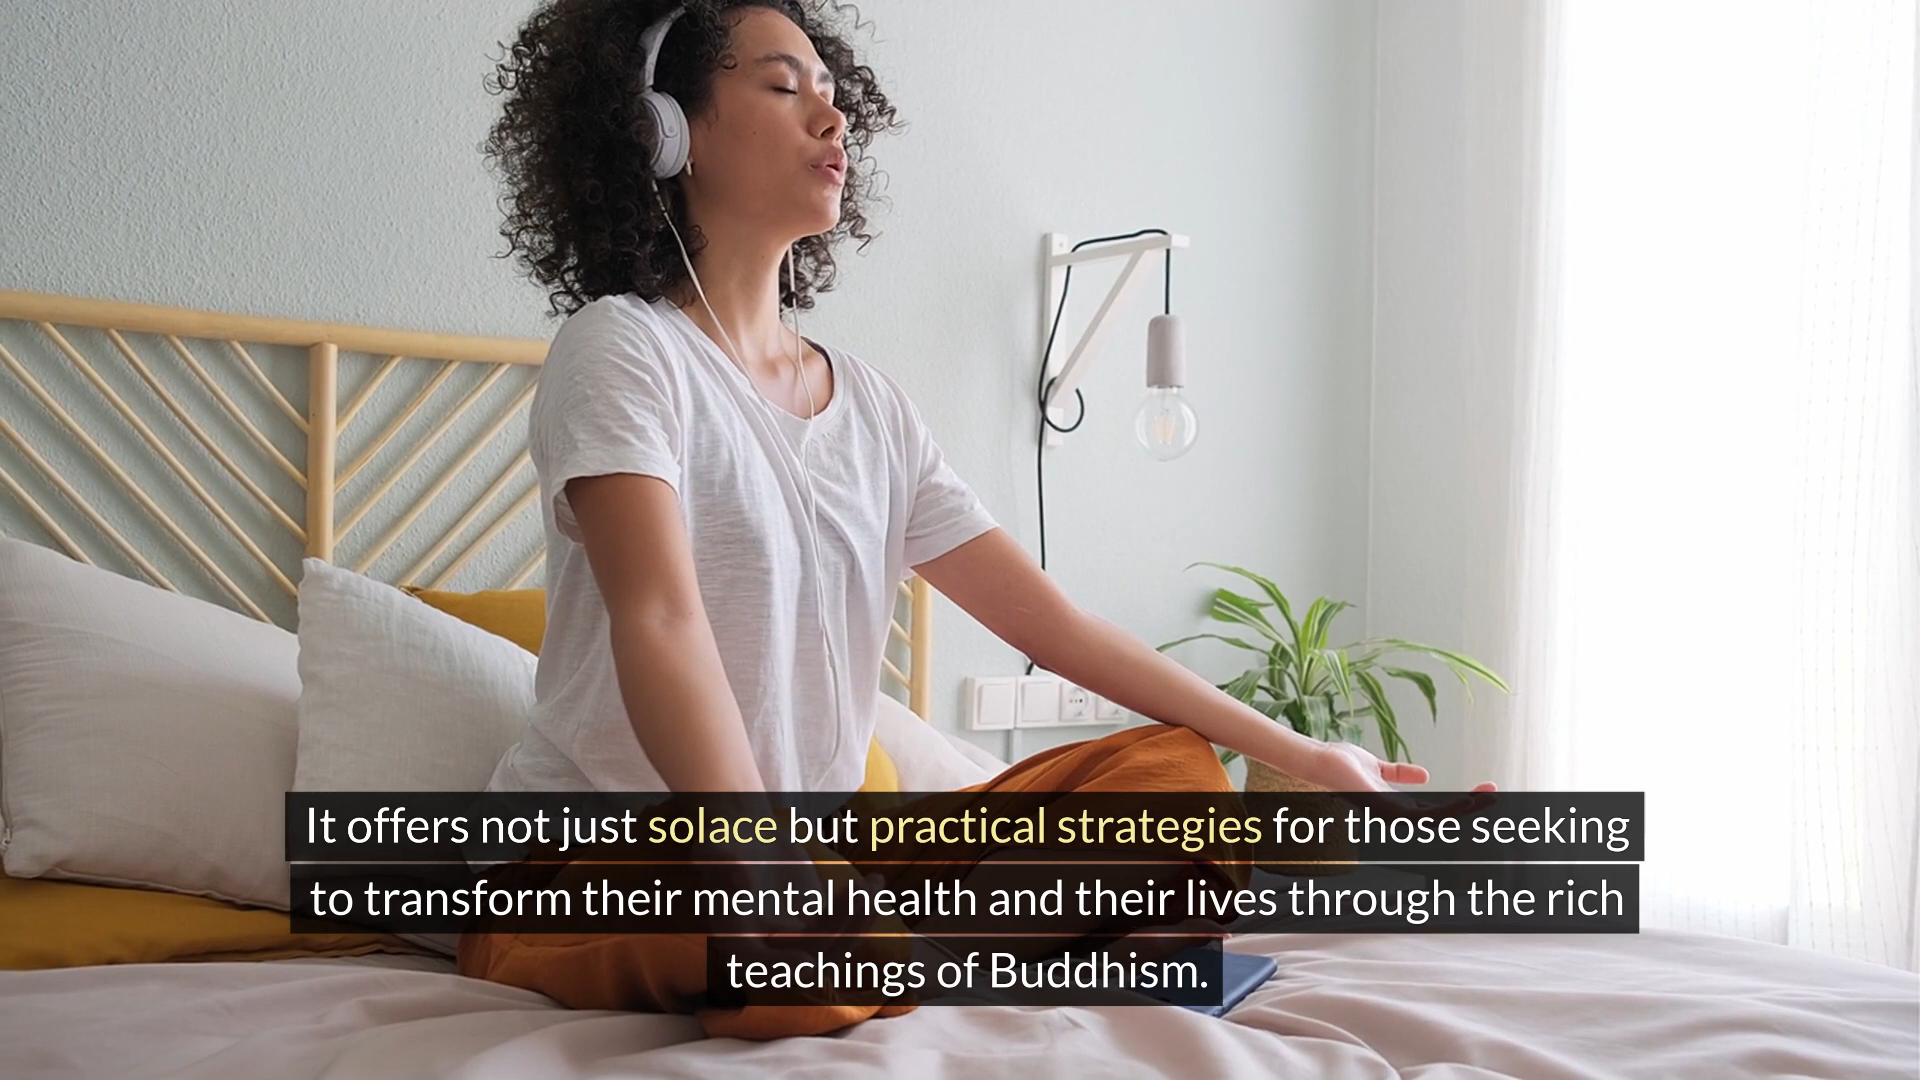 It offers not just solace but practical strategies for those seeking
to transform their mental health and their lives through the rich
teachings of Buddhism.